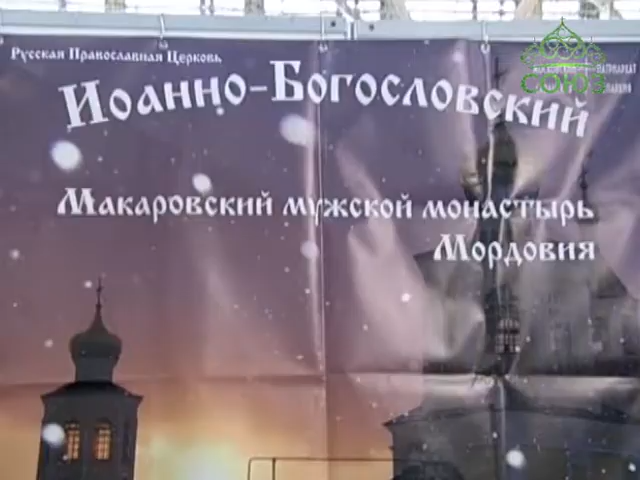 Русская Православная Церковь
СОЮЗ
Иоанно-Богословский
Макаровский мужской монастырь
Мордовия